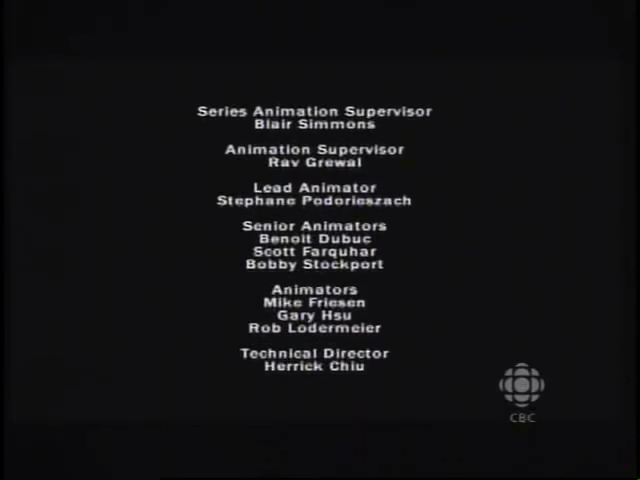 Series Animation Supervisor
Blair Simmons
Animation Supervisor
Rav Grewal
Lead Animator
Stephane Podorieszach
Senior Animators
Benoit Dubuc
Scott Farquhar
Bobby Stockport
Animators
Mike Friesen
Gary Hsu
Rob Lodermeier
Technical Director
Herrick Chiu
CBC